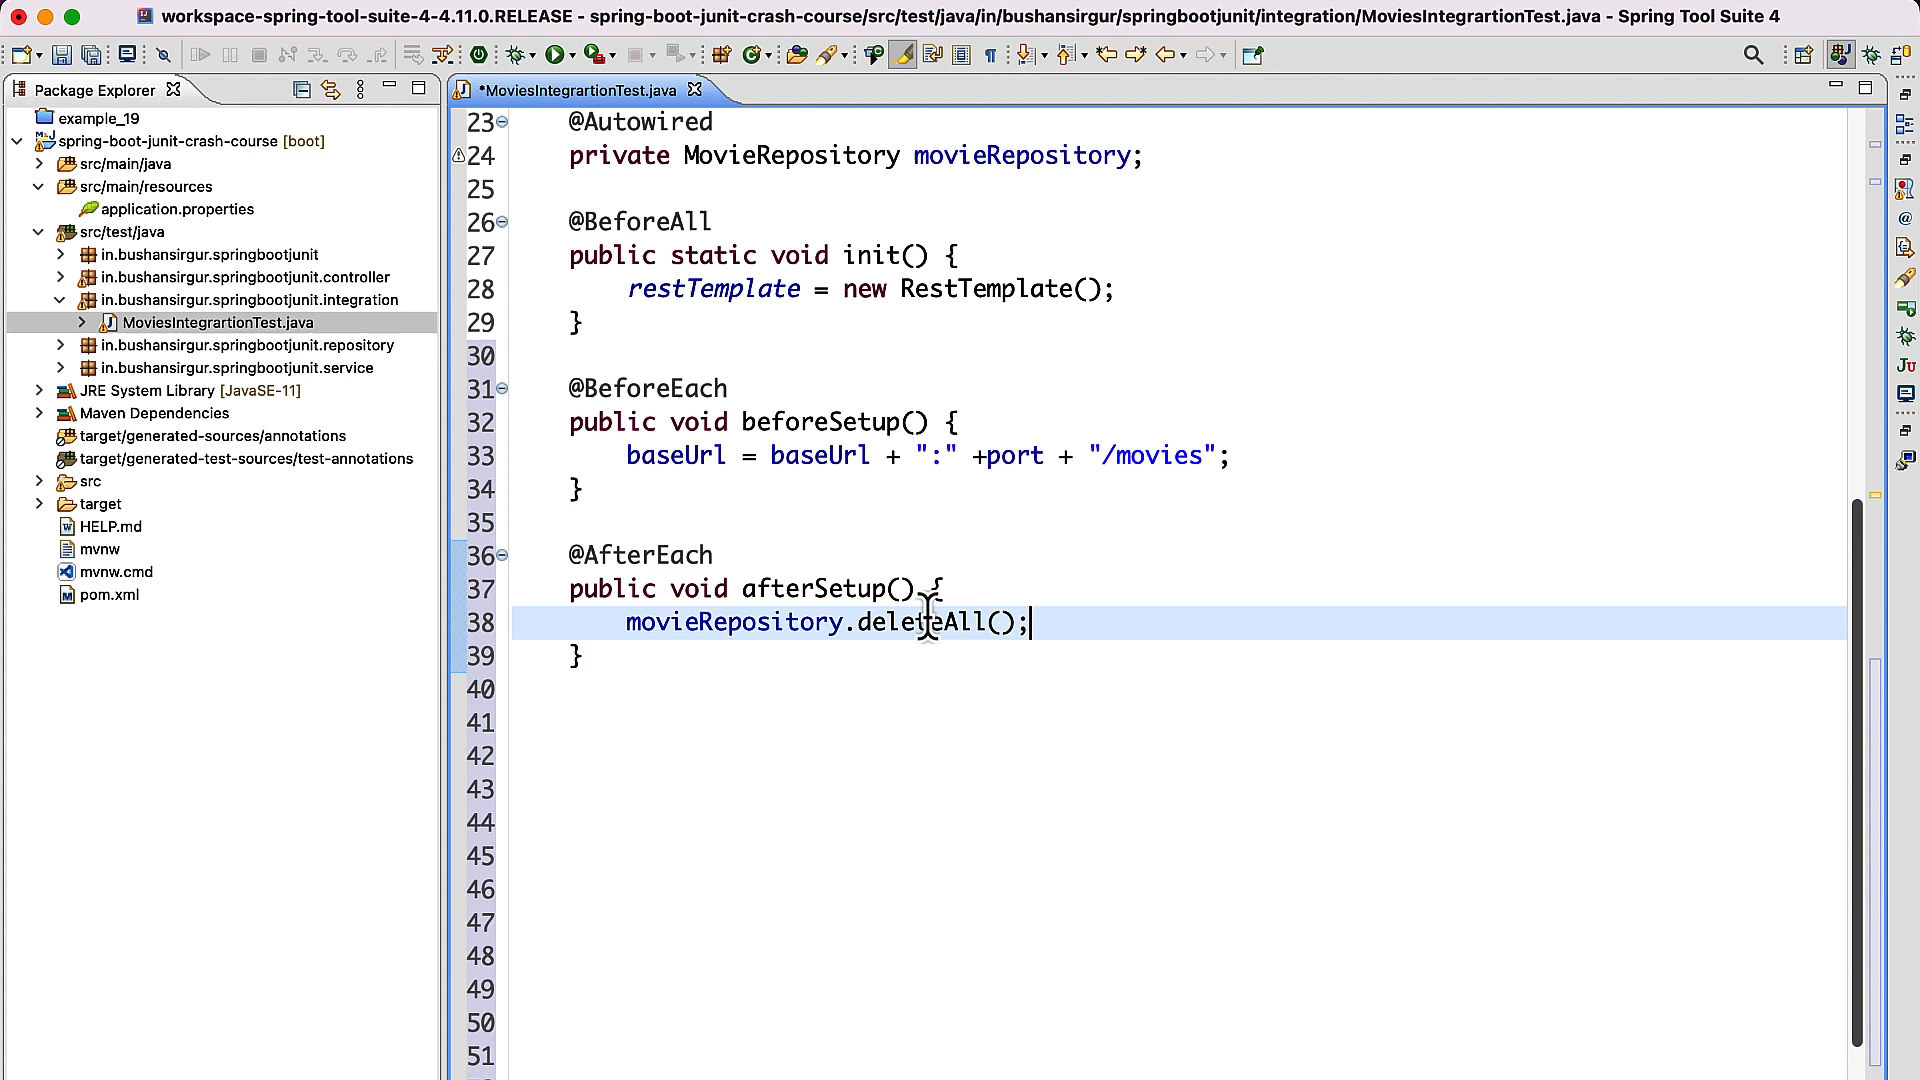 workspace-spring-tool-suite-4-4.11.0.RELEASE - spring-boot-junit-crash-course/src/test/java/in/bushansirgur/springbootjunit/integration/MoviesIntegrartionTest.java - Spring Tool Suite 4
Package Explorer
*MoviesIntegrartionTest.java
example_19
spring-boot-junit-crash-course [boot]
src/main/java
src/main/resources
application.properties
src/test/java
in.bushansirgur.springbootjunit
in.bushansirgur.springbootjunit.controller
in.bushansirgur.springbootjunit.integration
MoviesIntegrartionTest.java
in.bushansirgur.springbootjunit.repository
in.bushansirgur.springbootjunit.service
JRE System Library [JavaSE-11]
Maven Dependencies
target/generated-sources/annotations
target/generated-test-sources/test-annotations
src
target
HELP.md
mvnw
mvnw.cmd
pom.xml
23 @Autowired
24 private MovieRepository movieRepository;
25
26 @BeforeAll
27 public static void init() {
28 restTemplate = new RestTemplate();
29 }
30
31 @BeforeEach
32 public void beforeSetup() {
33 baseUrl = baseUrl + ":" +port + "/movies";
34 }
35
36 @AfterEach
37 public void afterSetup() {
38 movieRepository.deleteAll();
39 }
40
41
42
43
44
45
46
47
48
49
50
51